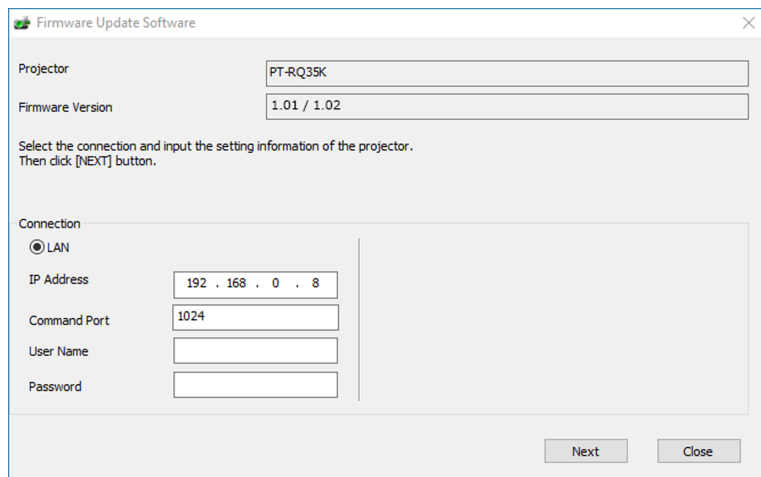 Firmware Update Software
Projector PT-RQ35K
Firmware Version 1.01 / 1.02
Select the connection and input the setting information of the projector.
Then click [NEXT] button.
Connection
LAN
IP Address 192 . 168 . 0 . 8
Command Port 1024
User Name
Password
Next Close